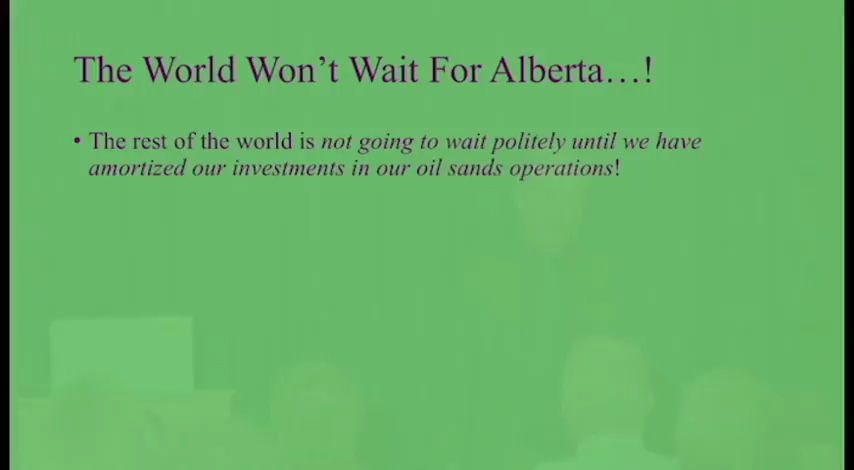 The World Won’t Wait For Alberta…!
• The rest of the world is not going to wait politely until we have
amortized our investments in our oil sands operations!